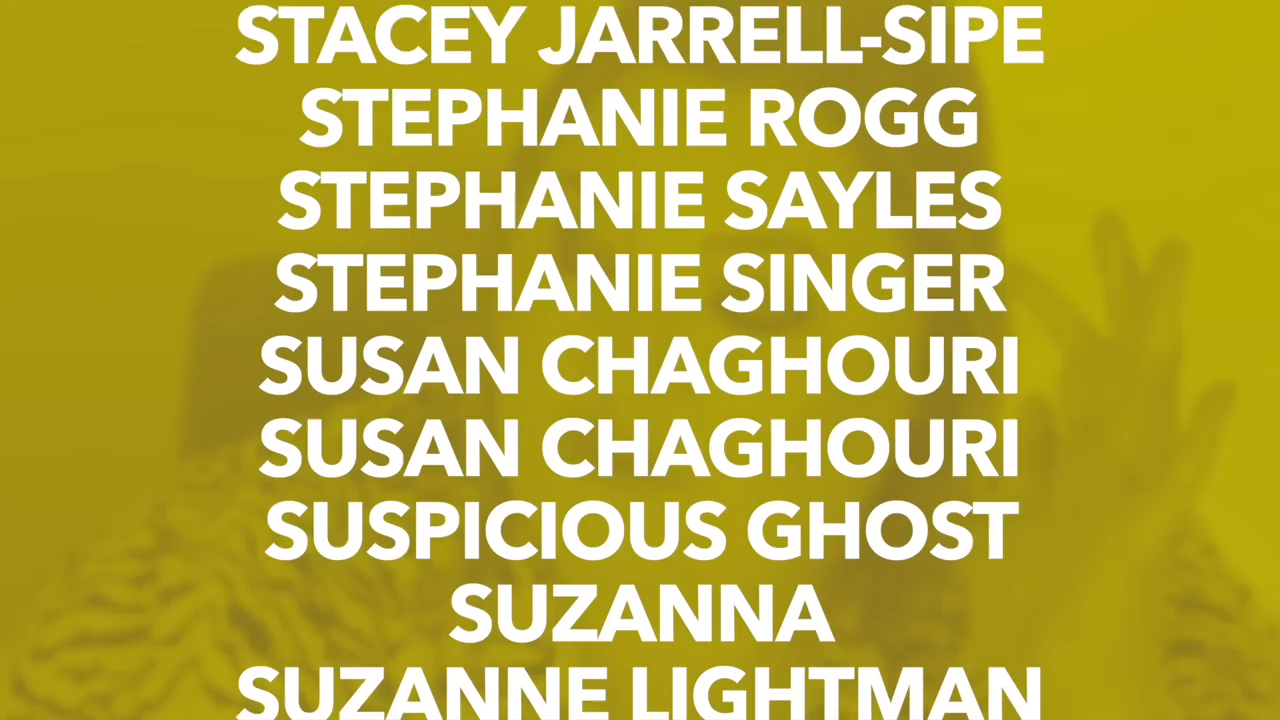 STACEY JARRELL-SIPE
STEPHANIE ROGG
STEPHANIE SAYLES
STEPHANIE SINGER
SUSAN CHAGHOURI
SUSAN CHAGHOURI
SUSPICIOUS GHOST
SUZANNA
SUZANNE LIGHTMAN